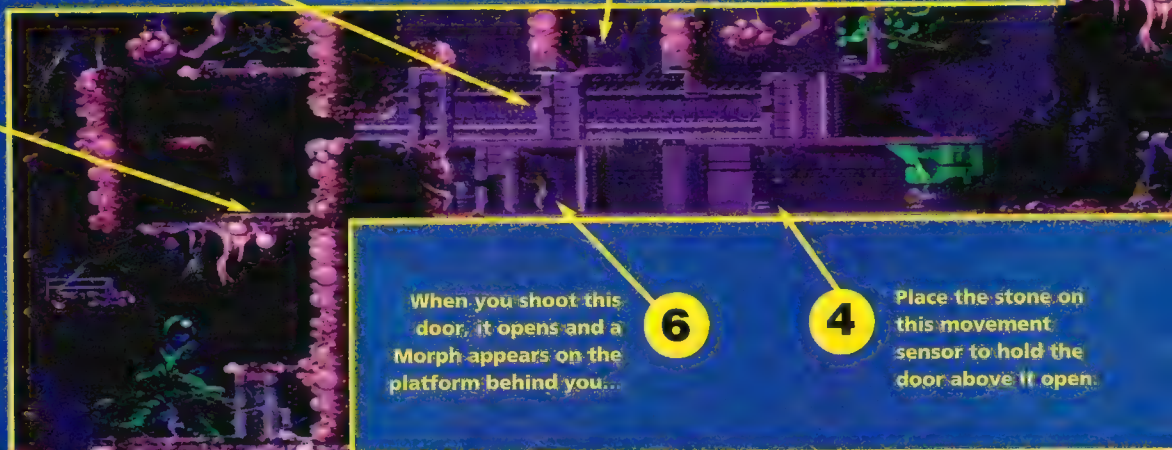 When you shoot this
door, it opens and a
Morph appears on the
platform behind you...
6
4
Place the stone on
this movement
sensor to hold the
door above it open.